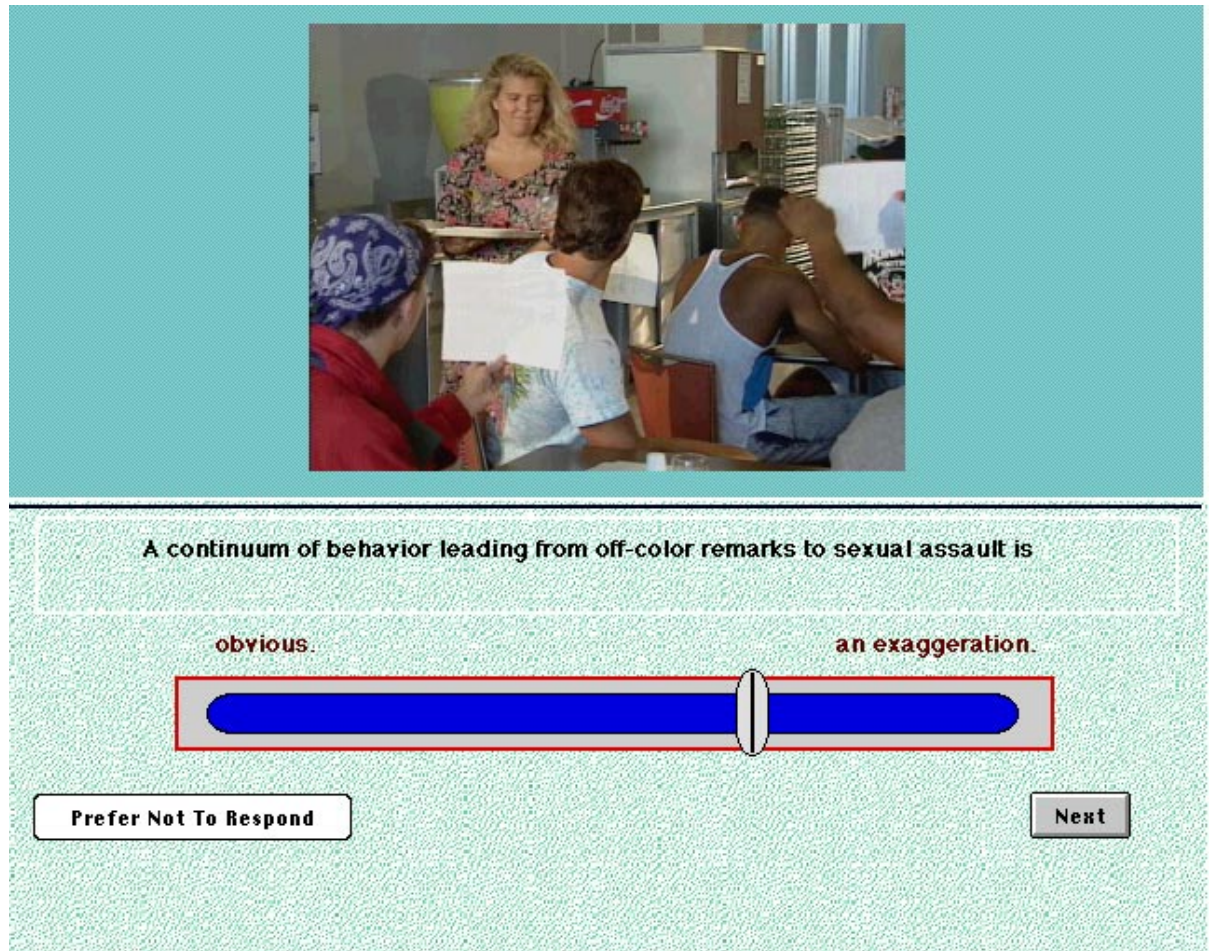 A continuum of behavior leading from off-color remarks to sexual assault is
obvious.
an exaggeration.
Prefer Not To Respond
Next